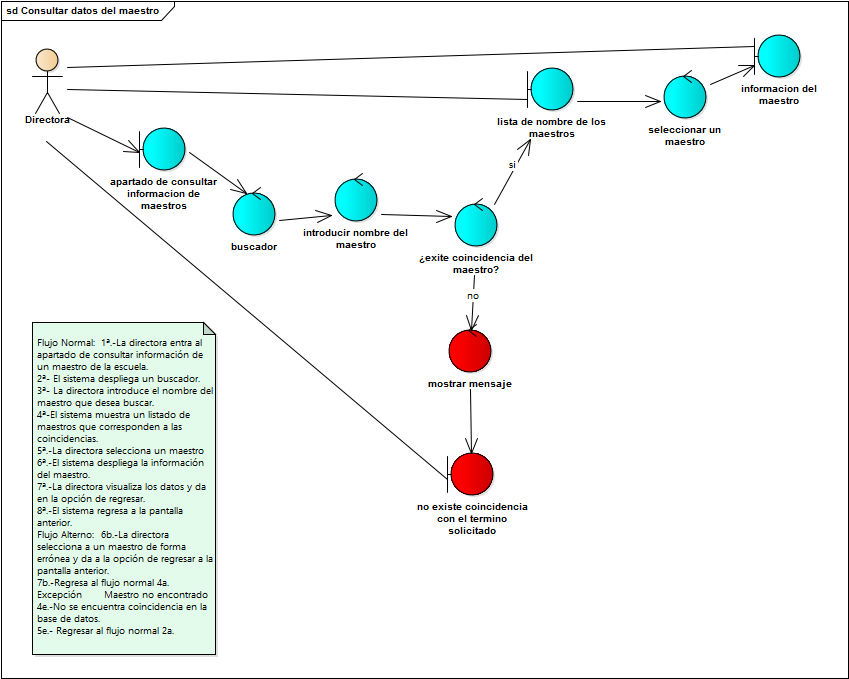 sd Consultar datos del maestro
Directora
apartado de consultar
informacion de
maestros
buscador
introducir nombre del
maestro
¿exite coincidencia del
maestro?
si
lista de nombre de los
maestros
seleccionar un
maestro
informacion del
maestro
no
mostrar mensaje
no existe coincidencia
con el termino
solicitado
Flujo Normal:  1ª.-La directora entra al
apartado de consultar información de
un maestro de la escuela.
2ª- El sistema despliega un buscador.
3ª- La directora introduce el nombre del
maestro que desea buscar.
4ª-El sistema muestra un listado de
maestros que corresponden a las
coincidencias.
5ª.-La directora selecciona un maestro
6ª.-El sistema despliega la información
del maestro.
7ª.-La directora visualiza los datos y da
en la opción de regresar.
8ª.-El sistema regresa a la pantalla
anterior.
Flujo Alterno:  6b.-La directora
selecciona a un maestro de forma
errónea y da a la opción de regresar a la
pantalla anterior.
7b.-Regresa al flujo normal 4a.
Excepción       Maestro no encontrado
4e.-No se encuentra coincidencia en la
base de datos.
5e.- Regresar al flujo normal 2a.